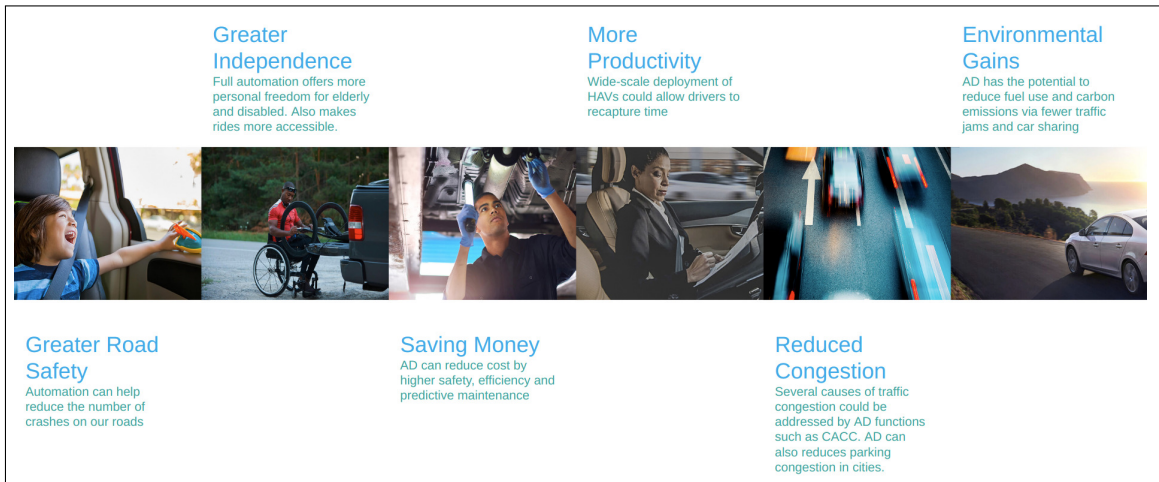 Greater
Independence
Full automation offers more
personal freedom for elderly
and disabled. Also makes
rides more accessible.
More
Productivity
Wide-scale deployment of
HAVs could allow drivers to
recapture time
Environmental
Gains
AD has the potential to
reduce fuel use and carbon
emissions via fewer traffic
jams and car sharing
Greater Road
Safety
Automation can help
reduce the number of
crashes on our roads
Saving Money
AD can reduce cost by
higher safety, efficiency and
predictive maintenance
Reduced
Congestion
Several causes of traffic
congestion could be
addressed by AD functions
such as CACC. AD can
also reduces parking
congestion in cities.